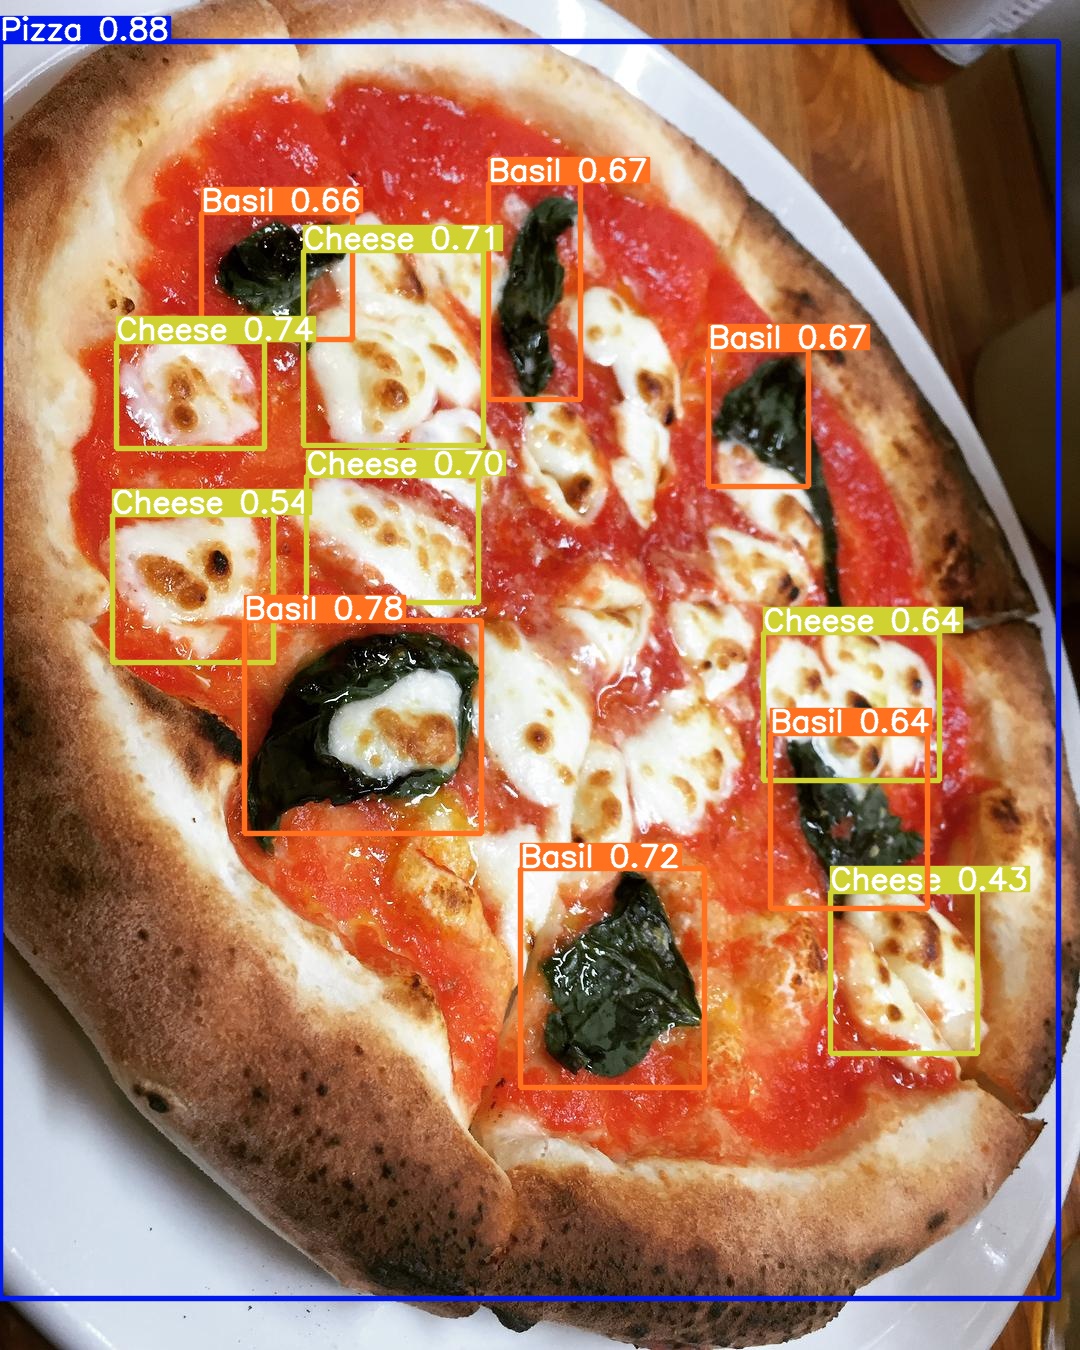 Pizza 0.88
Basil 0.67
Basil 0.66
Cheese 0.71
Cheese 0.74
Basil 0.67
Cheese 0.70
Cheese 0.54
Basil 0.78
Cheese 0.64
Basil 0.64
Basil 0.72
Cheese 0.43